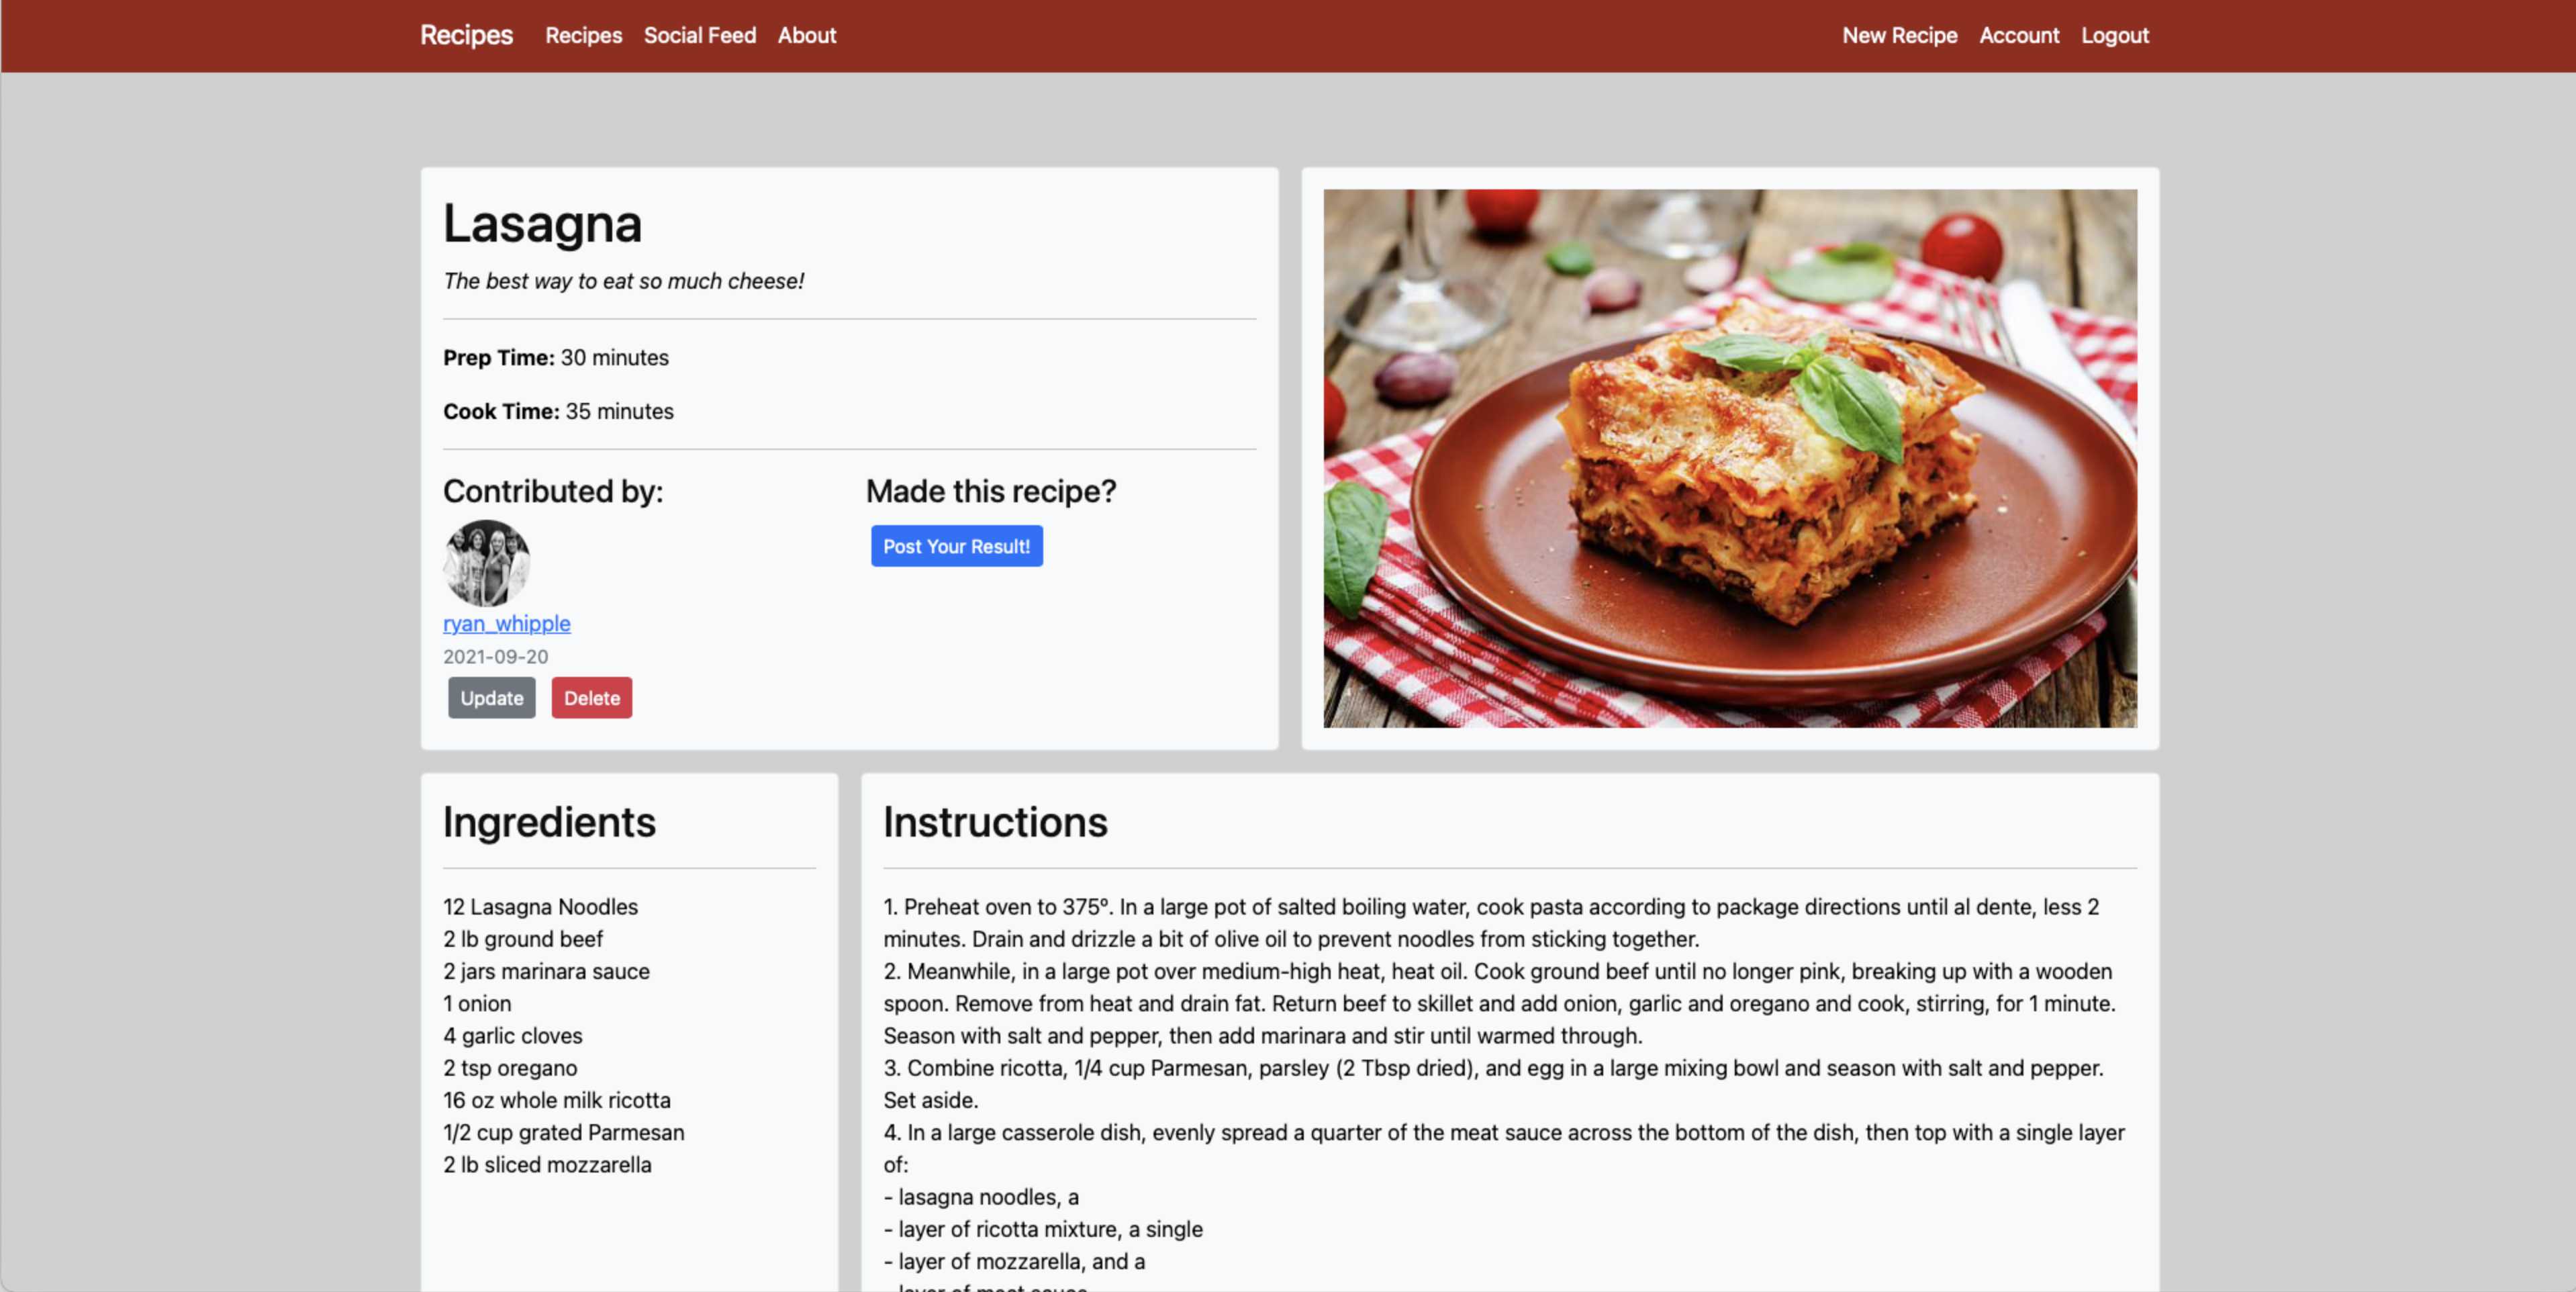 Recipes Recipes Social Feed About New Recipe Account Logout
Lasagna
The best way to eat so much cheese!
Prep Time: 30 minutes
Cook Time: 35 minutes
Contributed by:
ryan_whipple
2021-09-20
Update Delete
Made this recipe?
Post Your Result!
Ingredients
12 Lasagna Noodles
2 lb ground beef
2 jars marinara sauce
1 onion
4 garlic cloves
2 tsp oregano
16 oz whole milk ricotta
1/2 cup grated Parmesan
2 lb sliced mozzarella
Instructions
1. Preheat oven to 375º. In a large pot of salted boiling water, cook pasta according to package directions until al dente, less 2
minutes. Drain and drizzle a bit of olive oil to prevent noodles from sticking together.
2. Meanwhile, in a large pot over medium-high heat, heat oil. Cook ground beef until no longer pink, breaking up with a wooden
spoon. Remove from heat and drain fat. Return beef to skillet and add onion, garlic and oregano and cook, stirring, for 1 minute.
Season with salt and pepper, then add marinara and stir until warmed through.
3. Combine ricotta, 1/4 cup Parmesan, parsley (2 Tbsp dried), and egg in a large mixing bowl and season with salt and pepper.
Set aside.
4. In a large casserole dish, evenly spread a quarter of the meat sauce across the bottom of the dish, then top with a single layer
of:
- lasagna noodles, a
- layer of ricotta mixture, a single
- layer of mozzarella, and a
- layer of meat sauce